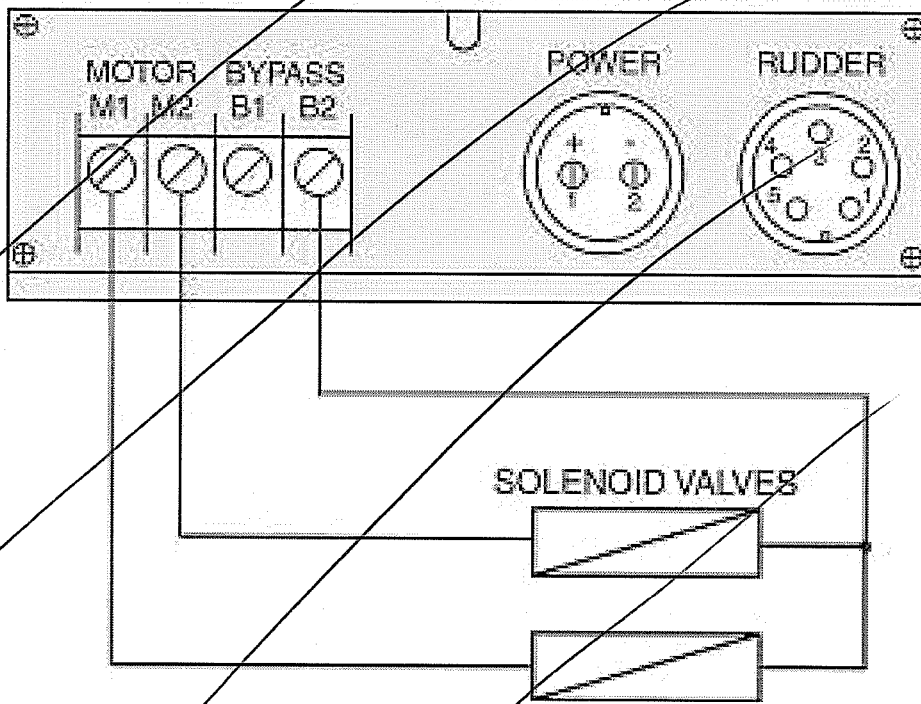 MOTOR BYPASS POWER RUDDER
M1 M2 B1 B2
+ - 4 3 2
1 2 5 1
SOLENOID VALVES